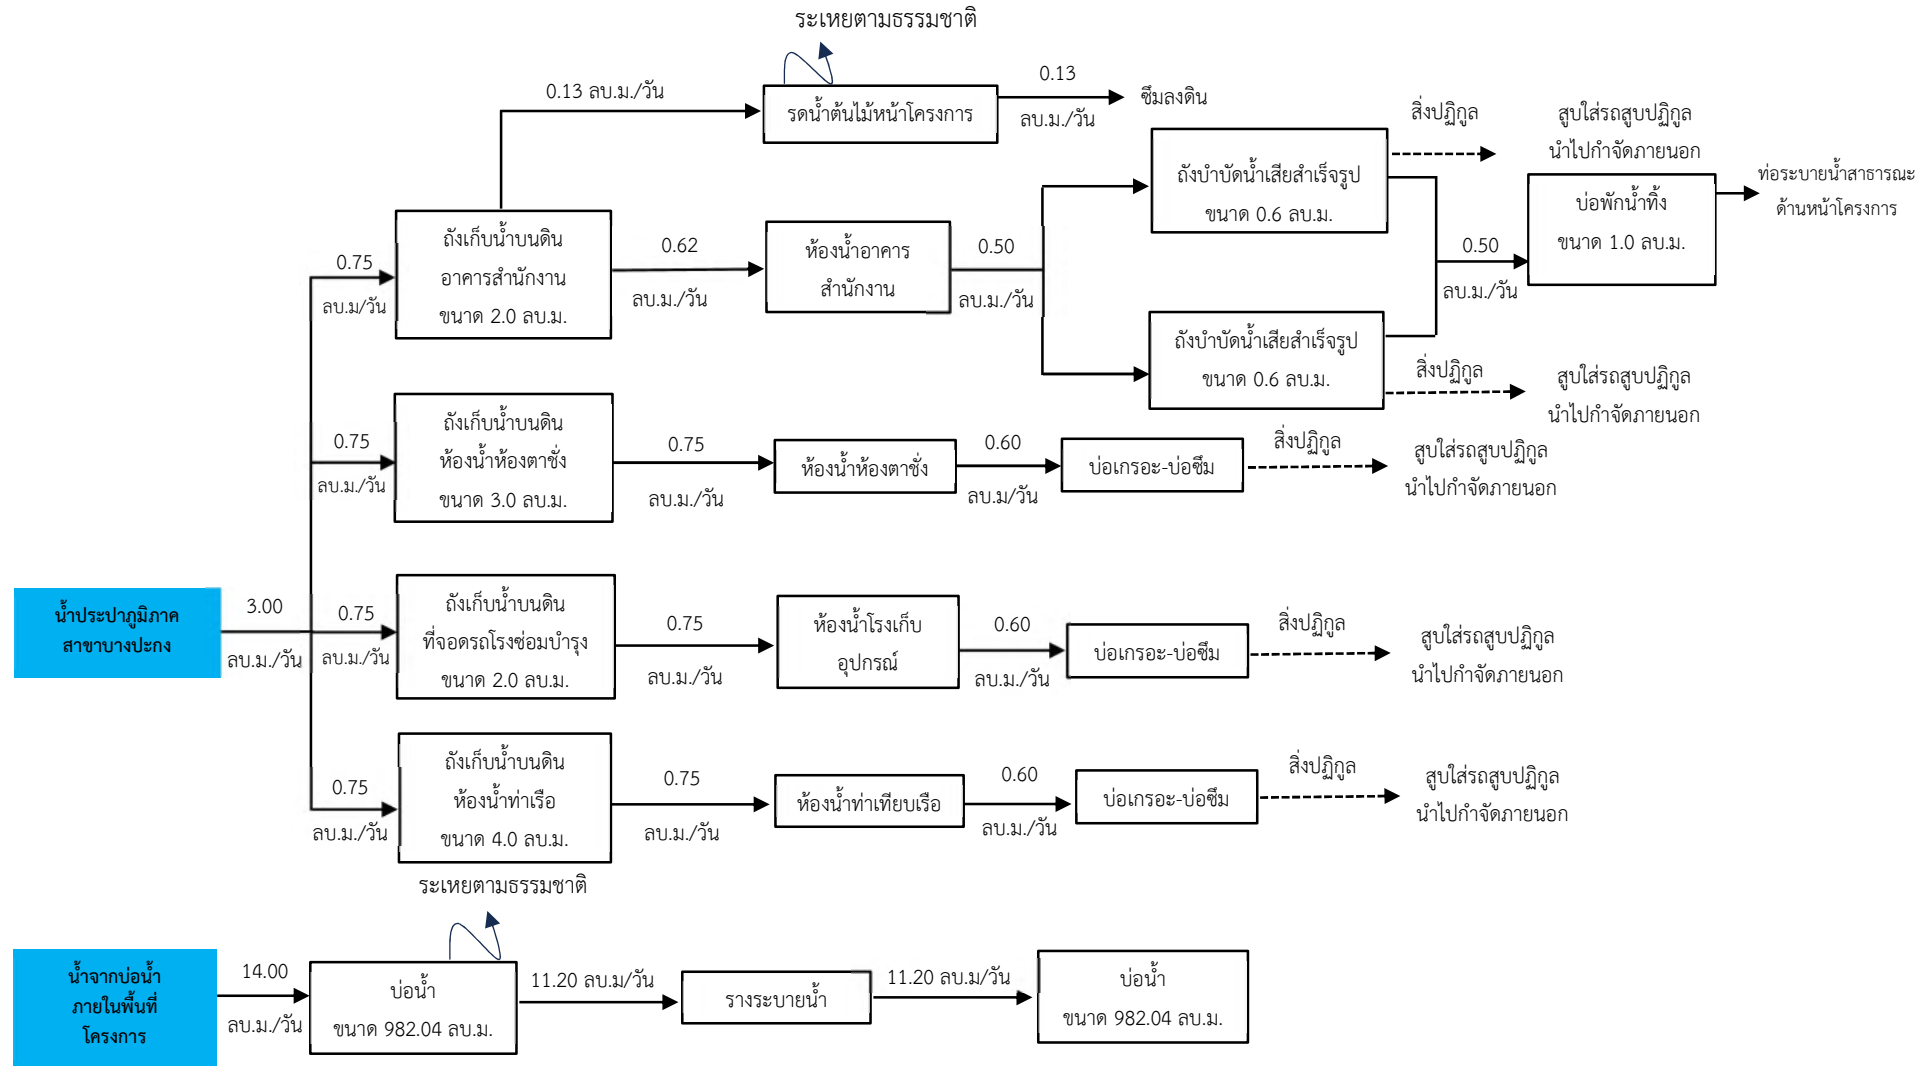 ระเหยตามธรรมชาติ
0.13 ลบ.ม./วัน
รดน้ำต้นไม้หน้าโครงการ
0.13
ลบ.ม./วัน
ซึมลงดิน
ถังเก็บน้ำบนดิน
อาคารสำนักงาน
ขนาด 2.0 ลบ.ม.
0.75
ลบ.ม/วัน
0.62
ลบ.ม./วัน
ห้องน้ำอาคาร
สำนักงาน
0.50
ลบ.ม./วัน
ถังบำบัดน้ำเสียสำเร็จรูป
ขนาด 0.6 ลบ.ม.
สิ่งปฏิกูล
สูบใส่รถสูบปฏิกูล
นำไปกำจัดภายนอก
ถังบำบัดน้ำเสียสำเร็จรูป
ขนาด 0.6 ลบ.ม.
สิ่งปฏิกูล
สูบใส่รถสูบปฏิกูล
นำไปกำจัดภายนอก
0.50
ลบ.ม./วัน
บ่อพักน้ำทิ้ง
ขนาด 1.0 ลบ.ม.
ท่อระบายน้ำสาธารณะ
ด้านหน้าโครงการ
0.75
ลบ.ม./วัน
ถังเก็บน้ำบนดิน
ห้องน้ำห้องตาชั่ง
ขนาด 3.0 ลบ.ม.
0.75
ลบ.ม./วัน
ห้องน้ำห้องตาชั่ง
0.60
ลบ.ม/วัน
บ่อเกรอะ-บ่อซึม
สิ่งปฏิกูล
สูบใส่รถสูบปฏิกูล
นำไปกำจัดภายนอก
น้ำประปาภูมิภาค
สาขาบางปะกง
3.00
ลบ.ม./วัน
0.75
ลบ.ม./วัน
ถังเก็บน้ำบนดิน
ที่จอดรถโรงซ่อมบำรุง
ขนาด 2.0 ลบ.ม.
0.75
ลบ.ม./วัน
ห้องน้ำโรงเก็บ
อุปกรณ์
0.60
ลบ.ม./วัน
บ่อเกรอะ-บ่อซึม
สิ่งปฏิกูล
สูบใส่รถสูบปฏิกูล
นำไปกำจัดภายนอก
0.75
ลบ.ม./วัน
ถังเก็บน้ำบนดิน
ห้องน้ำท่าเรือ
ขนาด 4.0 ลบ.ม.
0.75
ลบ.ม./วัน
ห้องน้ำท่าเทียบเรือ
0.60
ลบ.ม./วัน
บ่อเกรอะ-บ่อซึม
สิ่งปฏิกูล
สูบใส่รถสูบปฏิกูล
นำไปกำจัดภายนอก
ระเหยตามธรรมชาติ
น้ำจากบ่อน้ำ
ภายในพื้นที่
โครงการ
14.00
ลบ.ม./วัน
บ่อน้ำ
ขนาด 982.04 ลบ.ม.
11.20 ลบ.ม/วัน
รางระบายน้ำ
11.20 ลบ.ม/วัน
บ่อน้ำ
ขนาด 982.04 ลบ.ม.